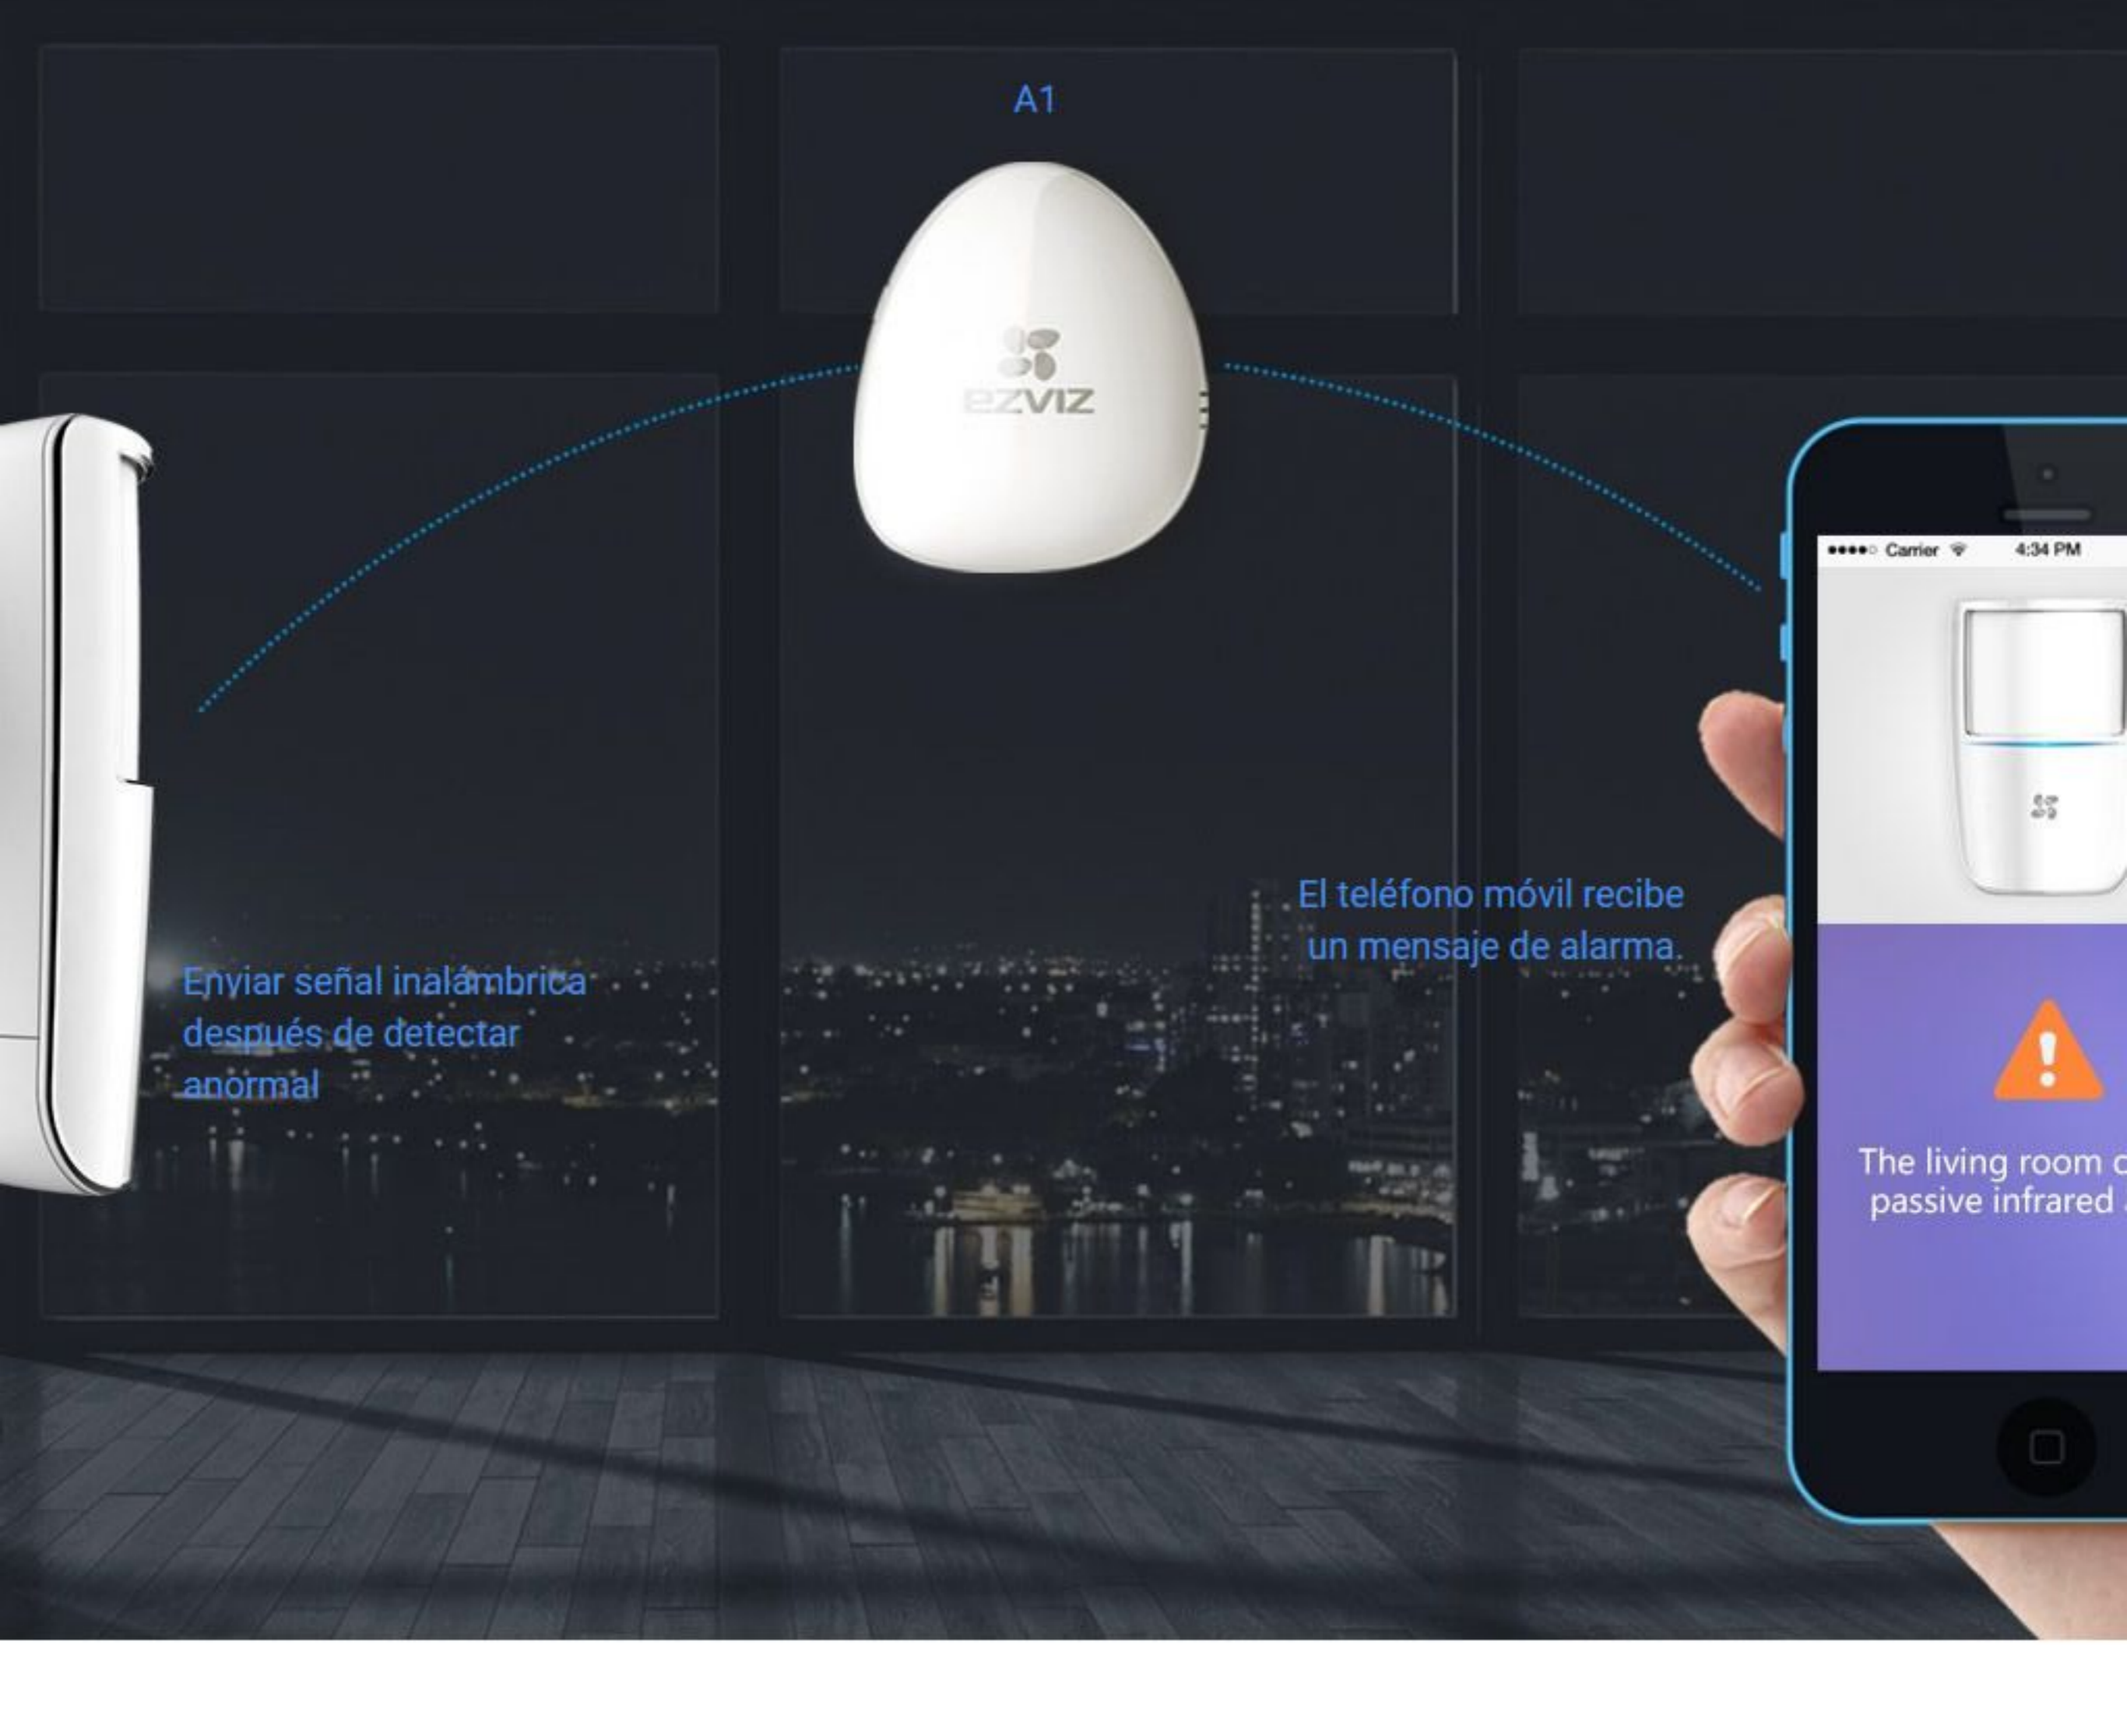 A1
ezviz
Enviar señal inalámbrica
después de detectar
anormal
El teléfono móvil recibe
un mensaje de alarma.
Carrier 4:34 PM
The living room
passive infrared